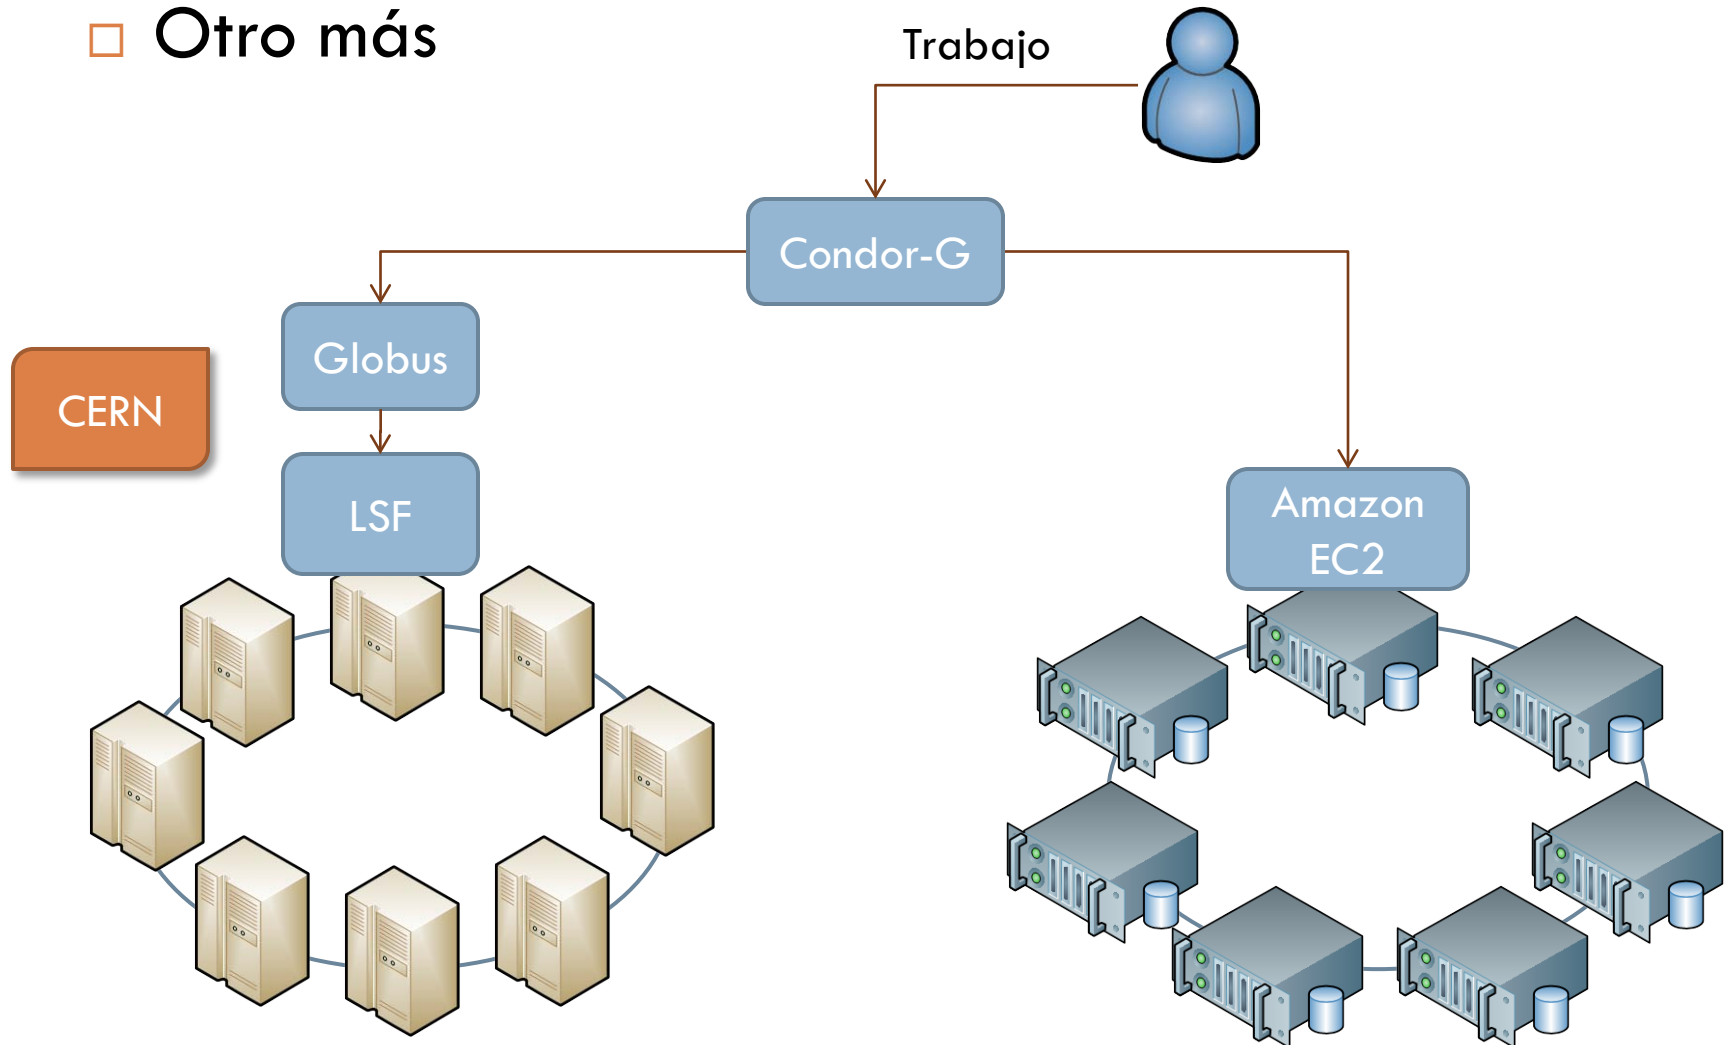 Otro más
Trabajo
Condor-G
Globus
CERN
LSF
Amazon
EC2